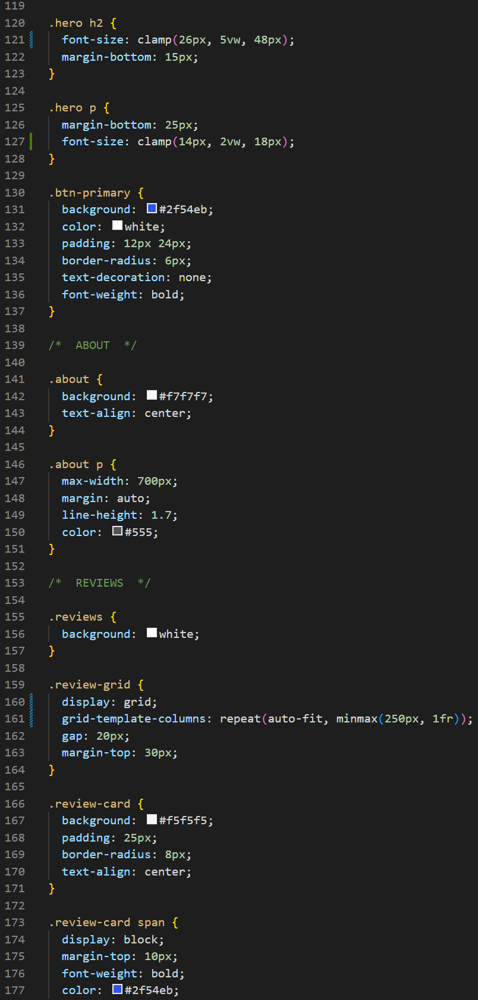 119
120 .hero h2 {
121 font-size: clamp(26px, 5vw, 48px);
122 margin-bottom: 15px;
123 }
124
125 .hero p {
126 margin-bottom: 25px;
127 font-size: clamp(14px, 2vw, 18px);
128 }
129
130 .btn-primary {
131 background: #2f54eb;
132 color: white;
133 padding: 12px 24px;
134 border-radius: 6px;
135 text-decoration: none;
136 font-weight: bold;
137 }
138
139 /*  ABOUT  */
140
141 .about {
142 background: #f7f7f7;
143 text-align: center;
144 }
145
146 .about p {
147 max-width: 700px;
148 margin: auto;
149 line-height: 1.7;
150 color: #555;
151 }
152
153 /*  REVIEWS  */
154
155 .reviews {
156 background: white;
157 }
158
159 .review-grid {
160 display: grid;
161 grid-template-columns: repeat(auto-fit, minmax(250px, 1fr));
162 gap: 20px;
163 margin-top: 30px;
164 }
165
166 .review-card {
167 background: #f5f5f5;
168 padding: 25px;
169 border-radius: 8px;
170 text-align: center;
171 }
172
173 .review-card span {
174 display: block;
175 margin-top: 10px;
176 font-weight: bold;
177 color: #2f54eb;